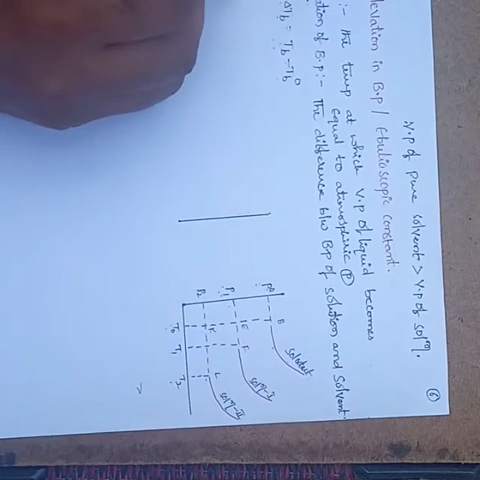 ⑥
V.P of pure solvent > V.P of solⁿ.
levation in B.P / Ebullioscopic constant.
:- The temp at which V.P of liquid becomes
equal to atmospheric Ⓟ
ation of B.p:- The difference b/w B.p of solution and solvent.
ΔTb = Tb - Tb°
B
solvent
P₁
E
F
solⁿ-I
P₂
K
L
solⁿ-II
T₀
T₁
T₂